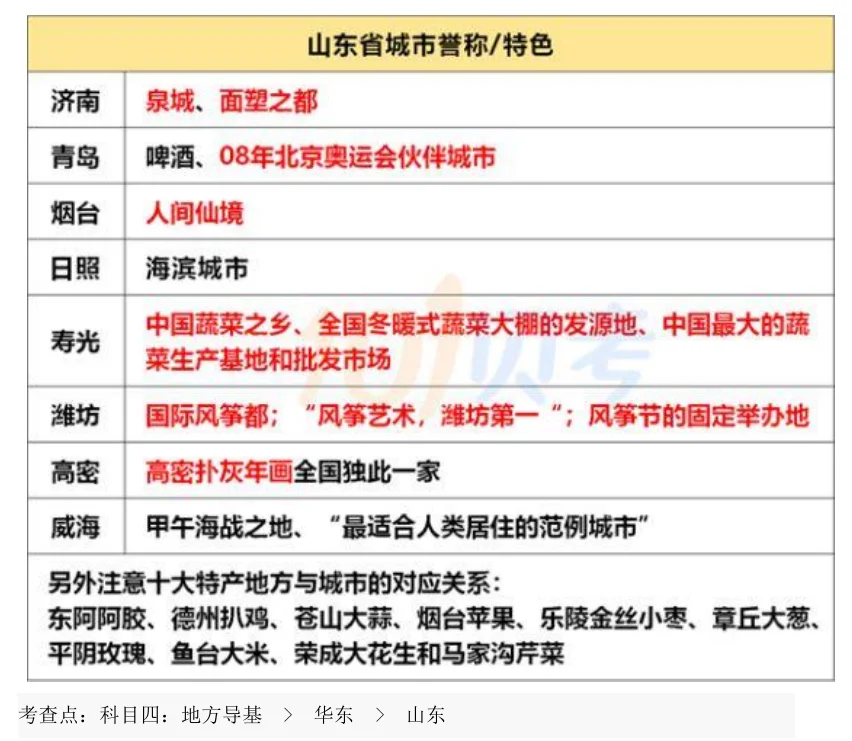 山东省城市誉称/特色
济南 泉城、面塑之都
青岛 啤酒、08年北京奥运会伙伴城市
烟台 人间仙境
日照 海滨城市
寿光 中国蔬菜之乡、全国冬暖式蔬菜大棚的发源地、中国最大的蔬
菜生产基地和批发市场
潍坊 国际风筝都；“风筝艺术，潍坊第一“；风筝节的固定举办地
高密 高密扑灰年画全国独此一家
威海 甲午海战之地、“最适合人类居住的范例城市”
另外注意十大特产地方与城市的对应关系：
东阿阿胶、德州扒鸡、苍山大蒜、烟台苹果、乐陵金丝小枣、章丘大葱、
平阴玫瑰、鱼台大米、荣成大花生和马家沟芹菜
101贝考
考查点：科目四：地方导基 > 华东 > 山东